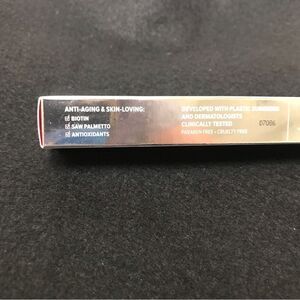 ANTI-AGING & SKIN-LOVING:
☑ BIOTIN
☑ SAW PALMETTO
☑ ANTIOXIDANTS
DEVELOPED WITH PLASTIC SURGEONS
AND DERMATOLOGISTS
CLINICALLY TESTED
PARABEN FREE • CRUELTY FREE
07086